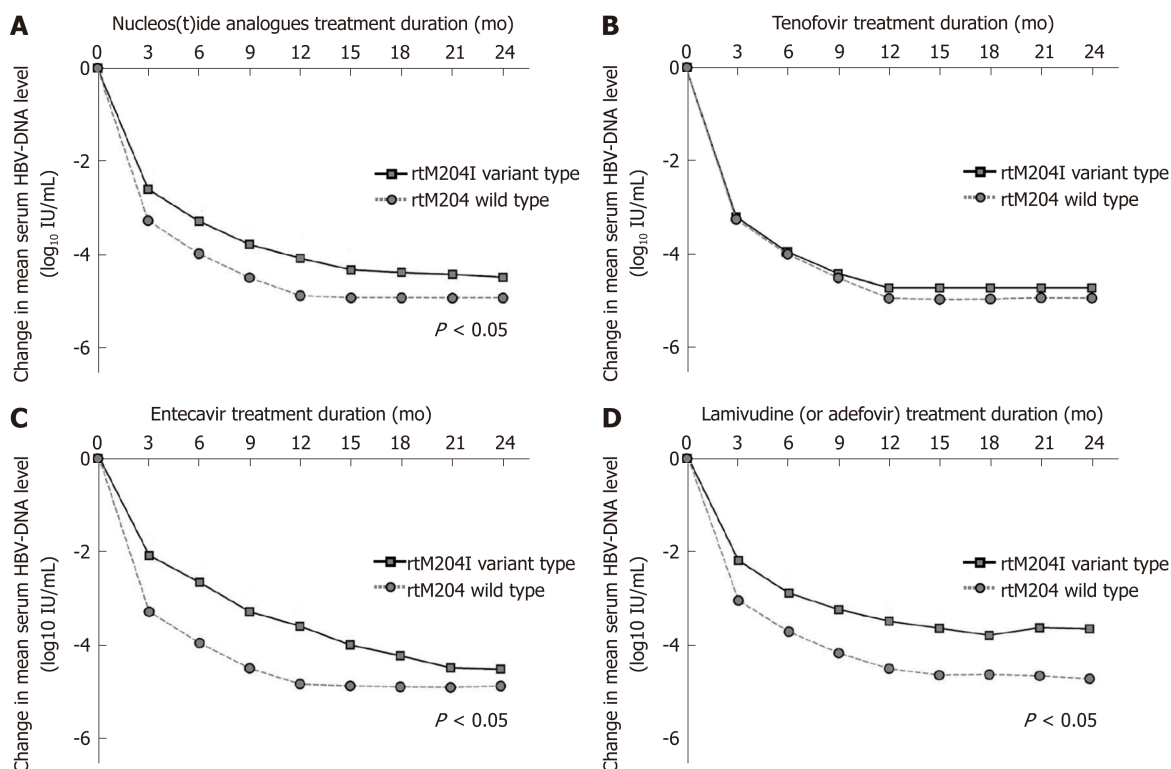 A
Nucleos(t)ide analogues treatment duration (mo)
0 3 6 9 12 15 18 21 24
0
-2
-4
-6
Change in mean serum HBV-DNA level
(log₁₀ IU/mL)
rtM204I variant type
rtM204 wild type
P < 0.05
B
Tenofovir treatment duration (mo)
0 3 6 9 12 15 18 21 24
0
-2
-4
-6
Change in mean serum HBV-DNA level
(log₁₀ IU/mL)
rtM204I variant type
rtM204 wild type
C
Entecavir treatment duration (mo)
0 3 6 9 12 15 18 21 24
0
-2
-4
-6
Change in mean serum HBV-DNA level
(log10 IU/mL)
rtM204I variant type
rtM204 wild type
P < 0.05
D
Lamivudine (or adefovir) treatment duration (mo)
0 3 6 9 12 15 18 21 24
0
-2
-4
-6
Change in mean serum HBV-DNA level
(log10 IU/mL)
rtM204I variant type
rtM204 wild type
P < 0.05